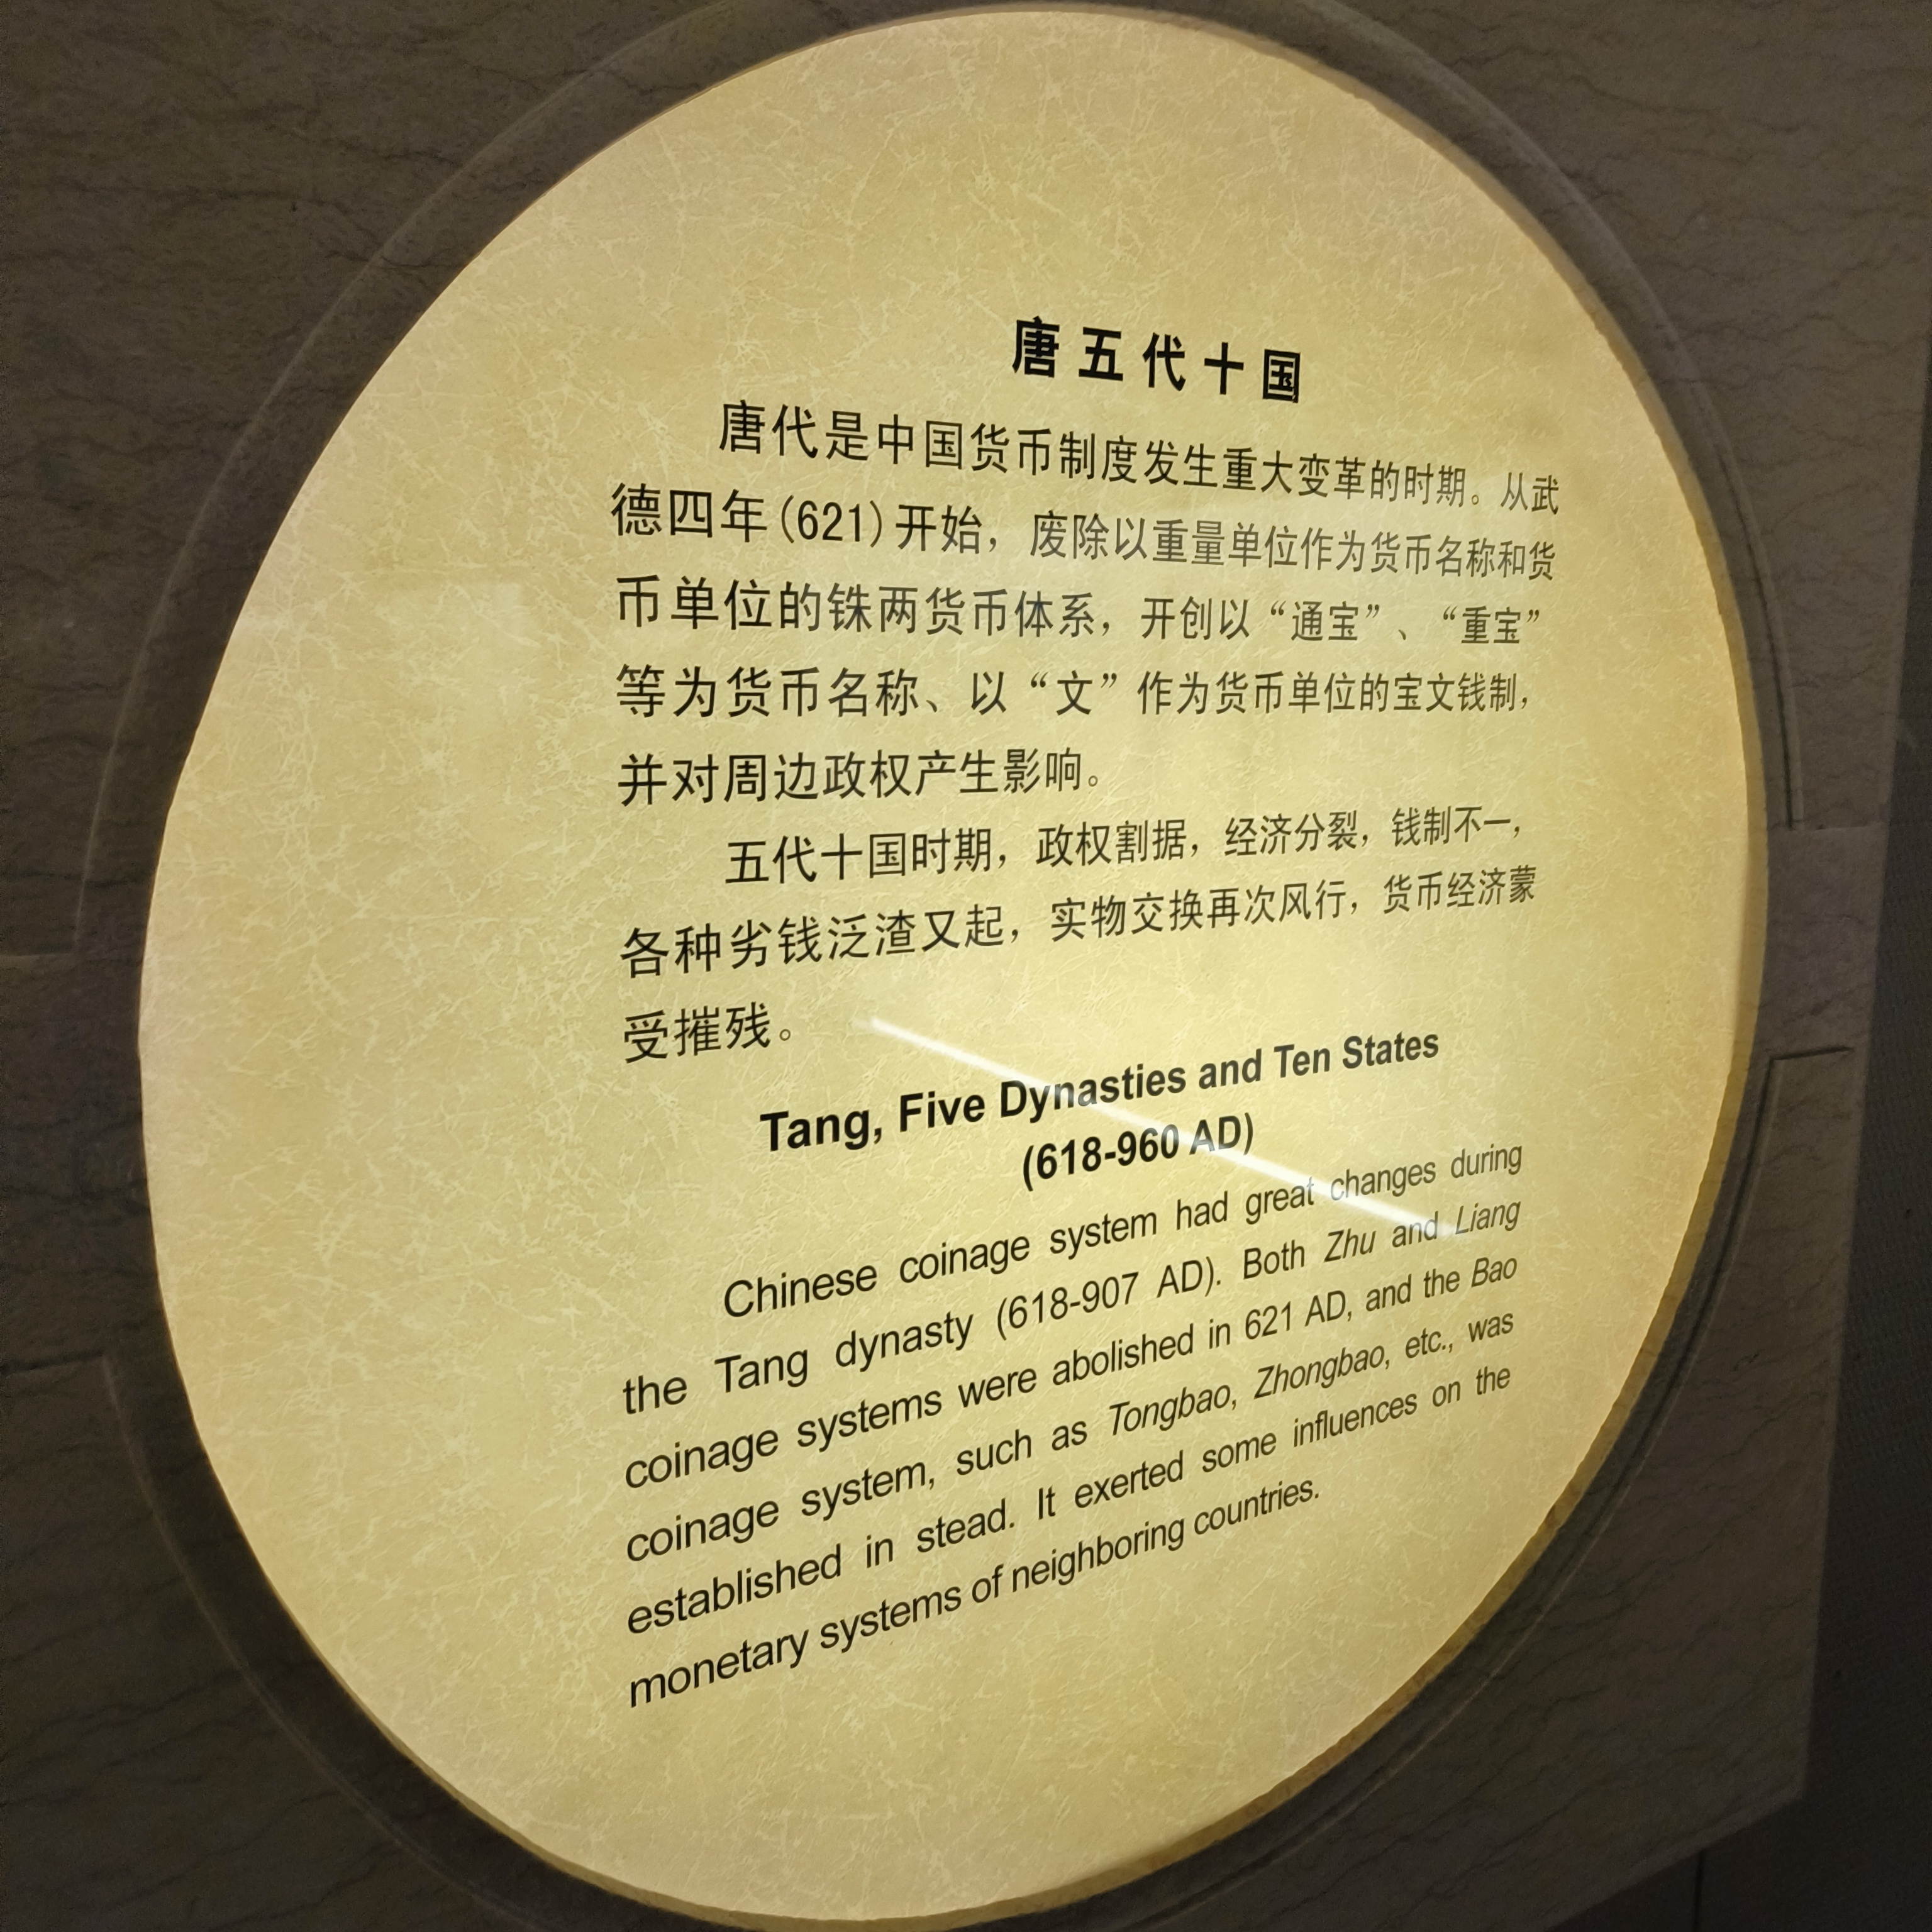 唐五代十国
唐代是中国货币制度发生重大变革的时期。从武
德四年(621)开始，废除以重量单位作为货币名称和货
币单位的铢两货币体系，开创以“通宝”、“重宝”
等为货币名称、以“文”作为货币单位的宝文钱制，
并对周边政权产生影响。
五代十国时期，政权割据，经济分裂，钱制不一，
各种劣钱泛渣又起，实物交换再次风行，货币经济蒙
受摧残。
Tang, Five Dynasties and Ten States
(618-960 AD)
Chinese coinage system had great changes during
the Tang dynasty (618-907 AD). Both Zhu and Liang
coinage systems were abolished in 621 AD, and the Bao
coinage system, such as Tongbao, Zhongbao, etc., was
established in stead. It exerted some influences on the
monetary systems of neighboring countries.